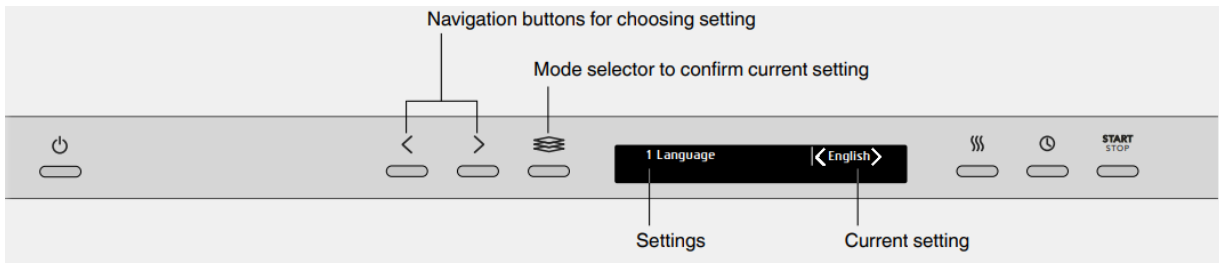 Navigation buttons for choosing setting
Mode selector to confirm current setting
START
STOP
1 Language
English
Settings
Current setting